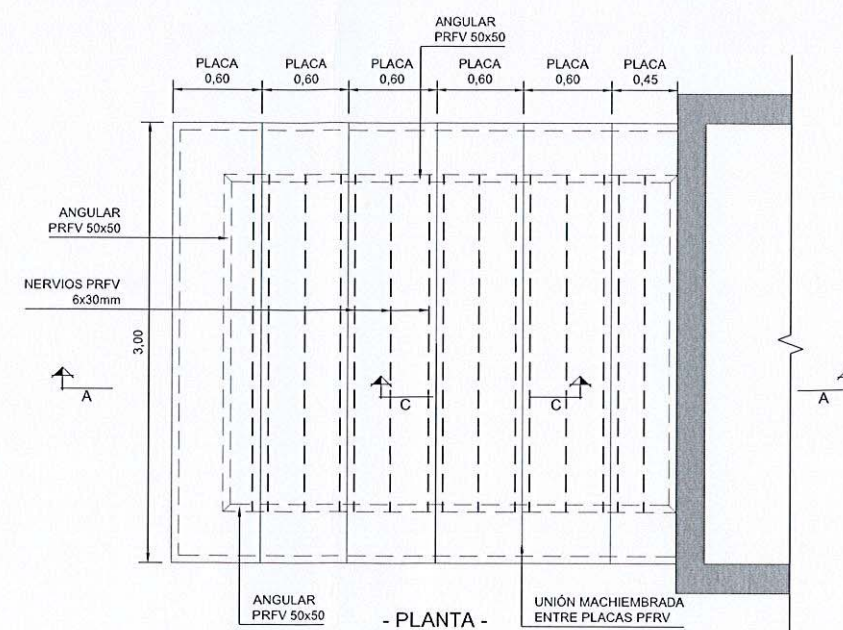 ANGULAR
PRFV 50x50
PLACA
0,60
PLACA
0,60
PLACA
0,60
PLACA
0,60
PLACA
0,60
PLACA
0,45
ANGULAR
PRFV 50x50
NERVIOS PRFV
6x30mm
3,00
A
C
C
A
ANGULAR
PRFV 50x50
- PLANTA -
UNIÓN MACHIEMBRADA
ENTRE PLACAS PFRV